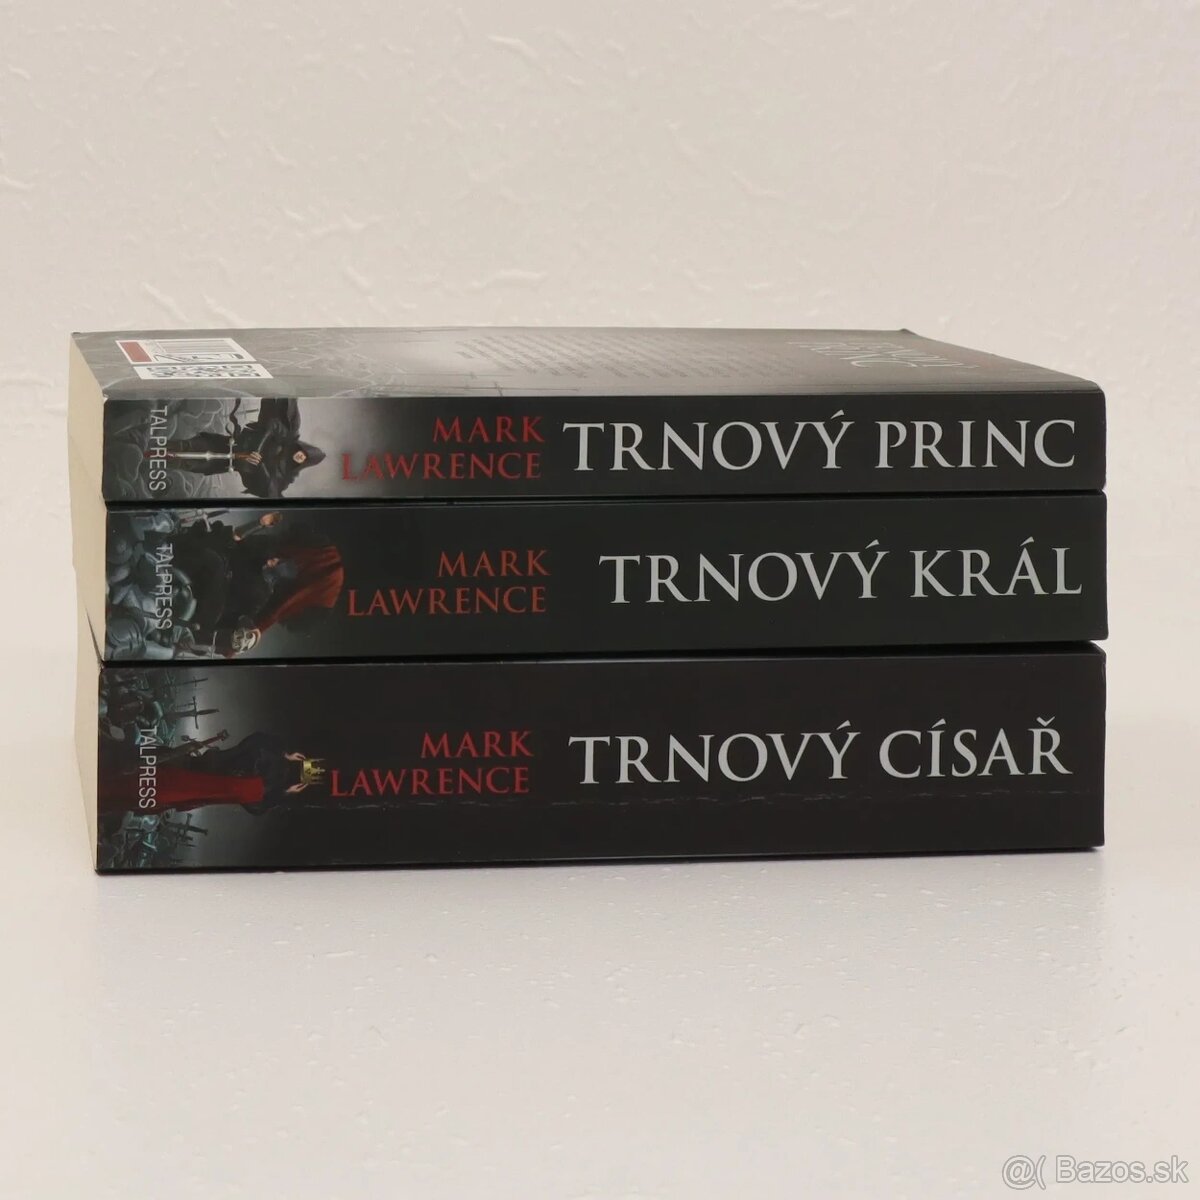 TALPRESS
MARK
LAWRENCE
TRNOVÝ PRINC
TALPRESS
MARK
LAWRENCE
TRNOVÝ KRÁL
TALPRESS
MARK
LAWRENCE
TRNOVÝ CÍSAŘ
@( Bazos.sk